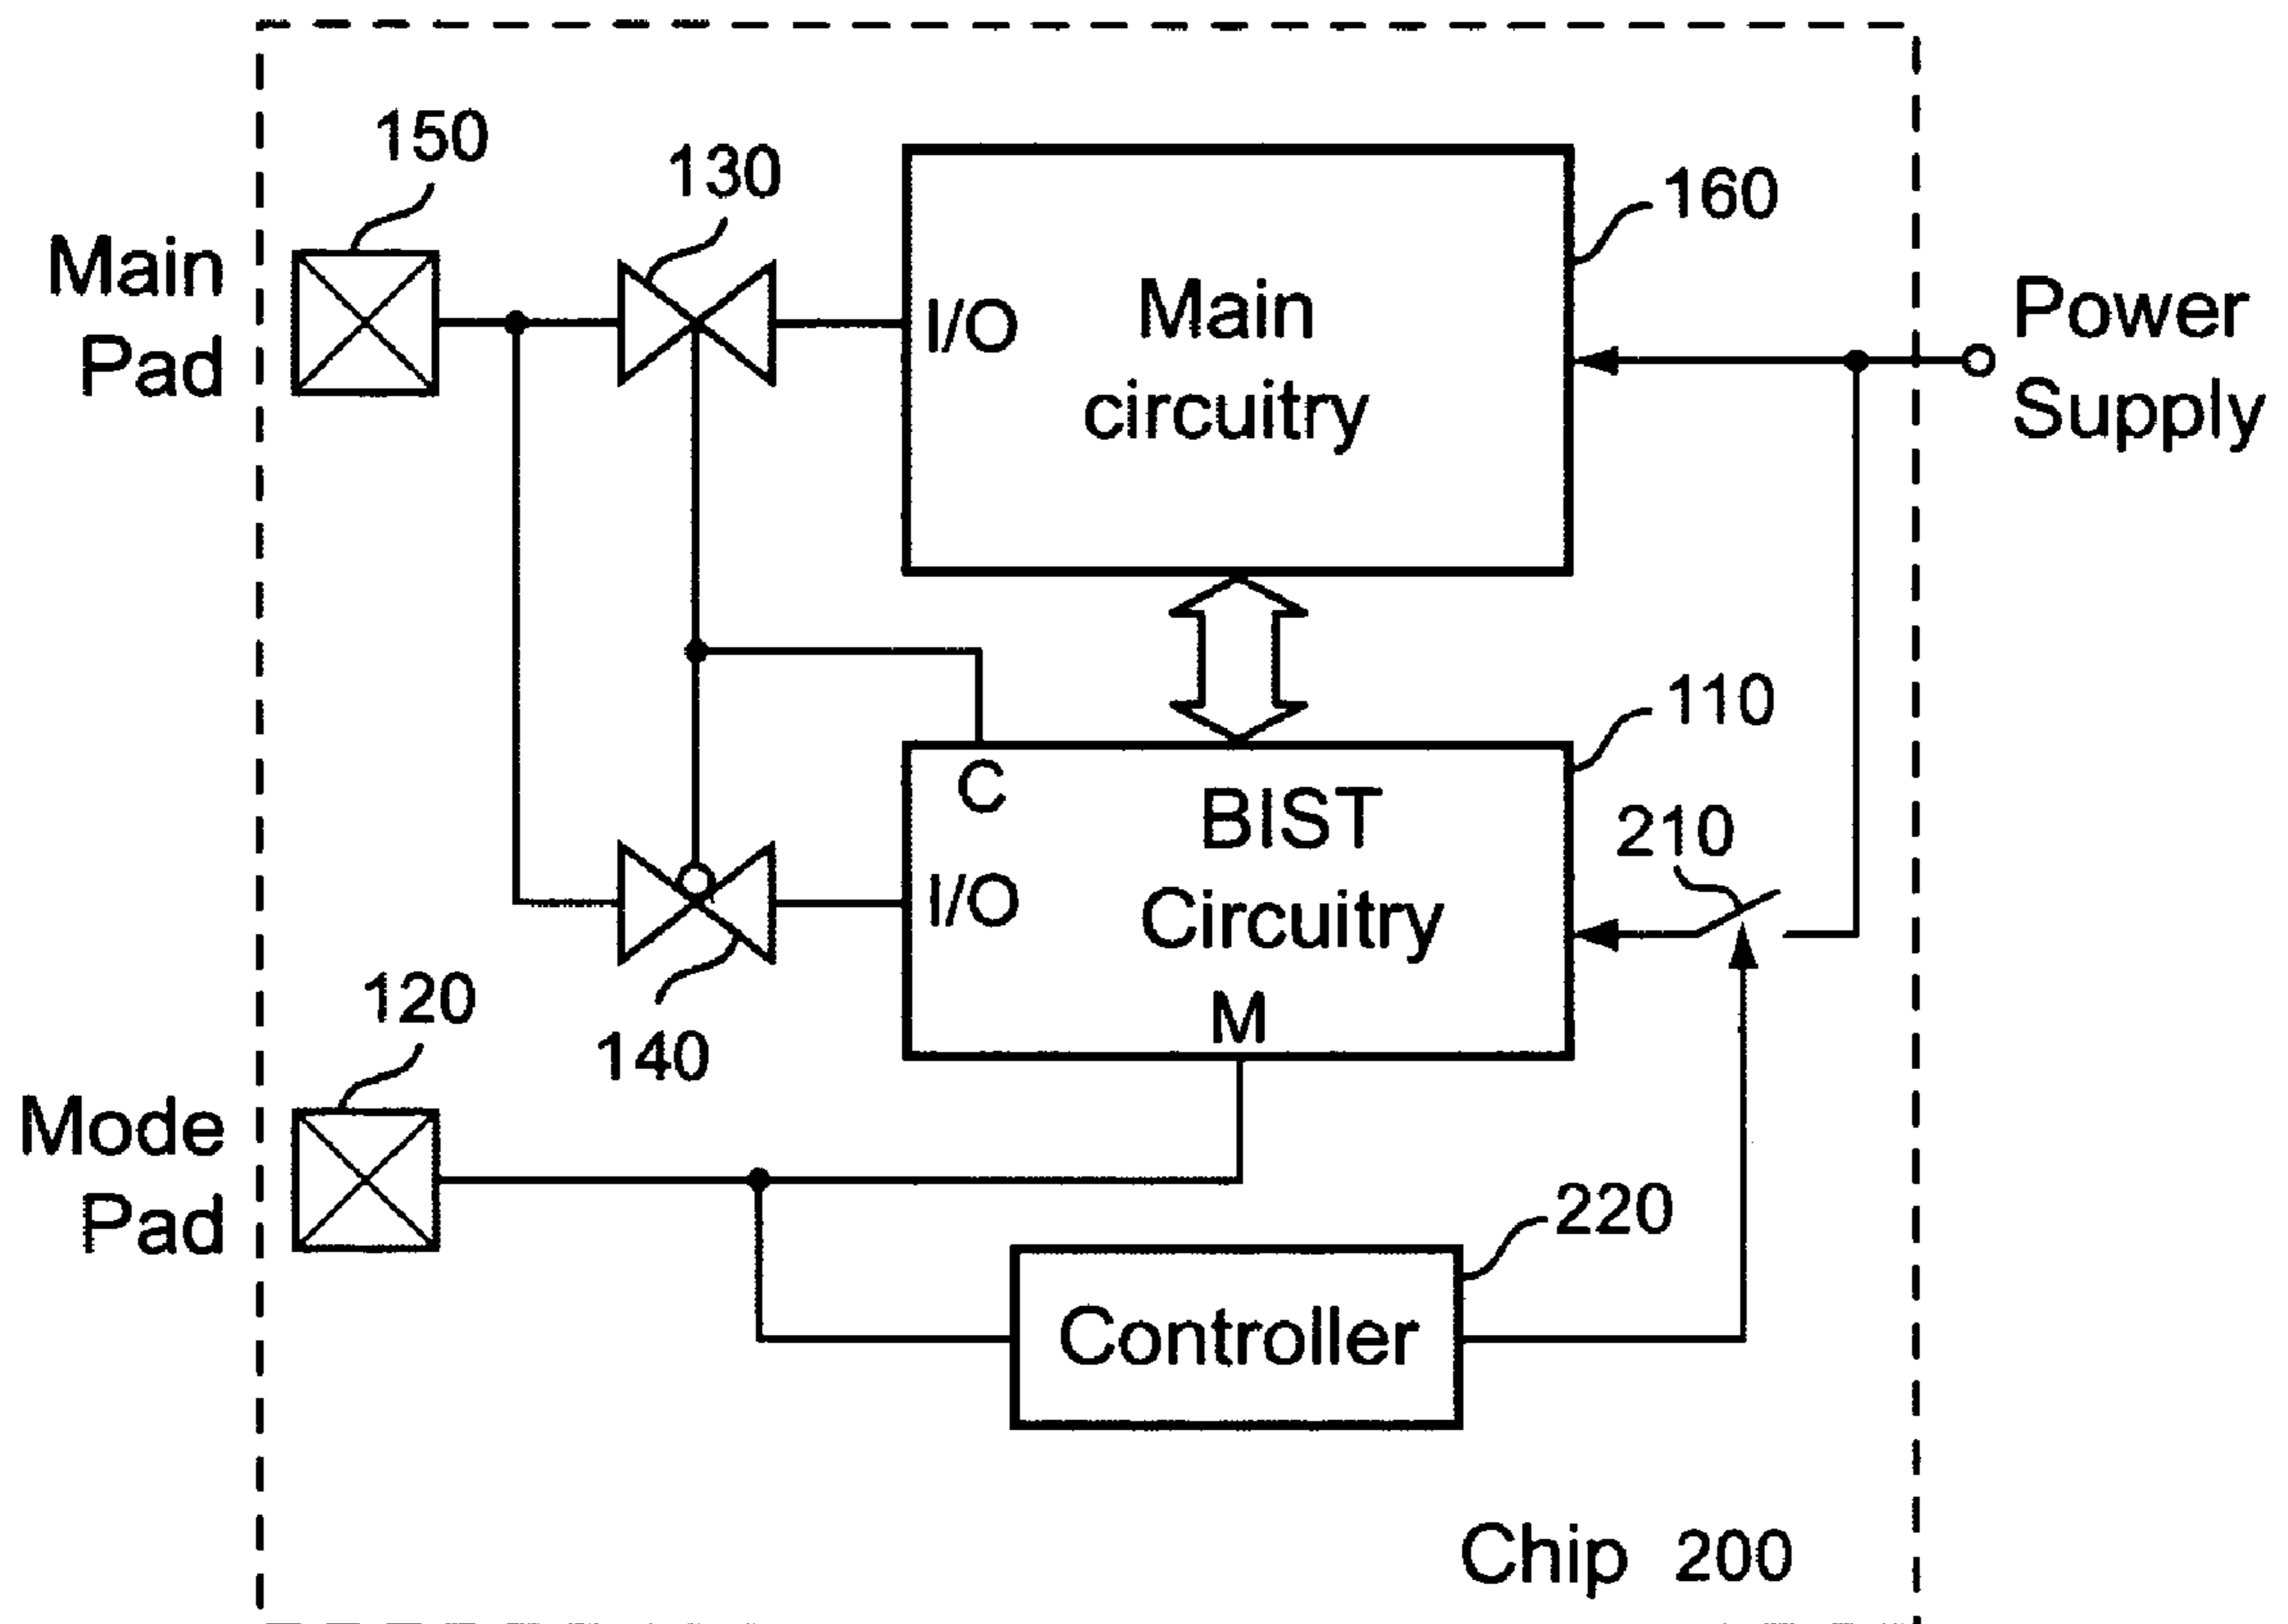 150
130
160
Main
Pad
I/O
Main
circuitry
Power
Supply
110
C
BIST
Circuitry
I/O
M
210
120
140
Mode
Pad
220
Controller
Chip 200